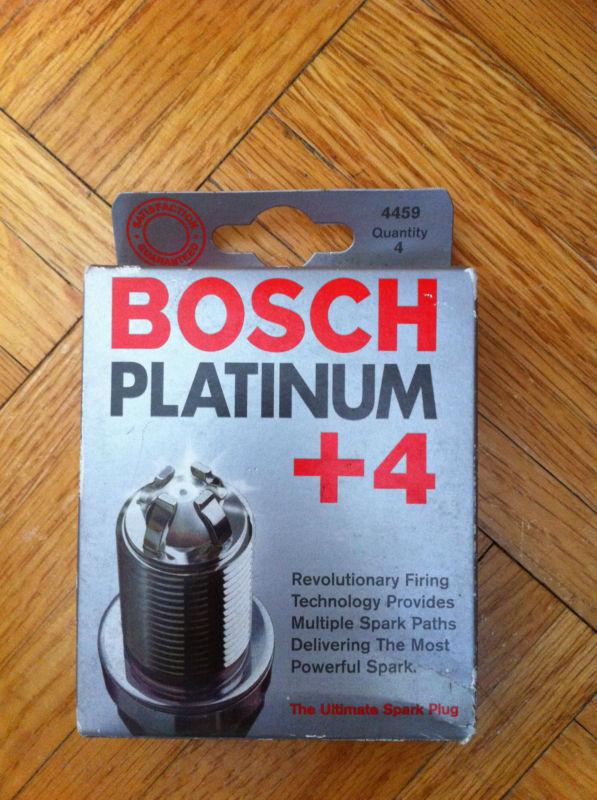 SATISFACTION
GUARANTEED
4459
Quantity
4
BOSCH
PLATINUM
+4
Revolutionary Firing
Technology Provides
Multiple Spark Paths
Delivering The Most
Powerful Spark.
The Ultimate Spark Plug